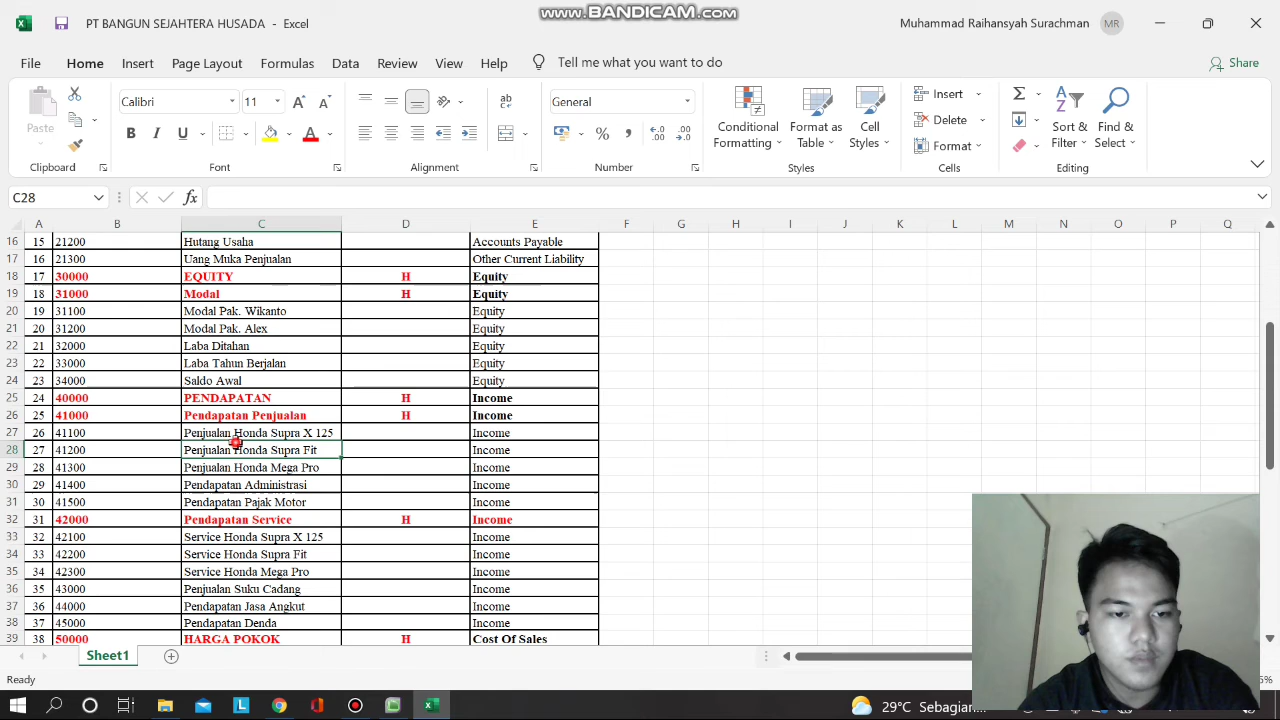 PT BANGUN SEJAHTERA HUSADA - Excel
www.BANDICAM.com
Muhammad Raihansyah Surachman MR
File Home Insert Page Layout Formulas Data Review View Help Tell me what you want to do Share
Paste
Calibri 11
B I U
General
Conditional Formatting
Format as Table
Cell Styles
Insert
Delete
Format
Sort & Filter
Find & Select
Clipboard Font Alignment Number Styles Cells Editing
C28 fx
A B C D E F G H I J K L M N O P Q
16 15 21200 Hutang Usaha Accounts Payable
17 16 21300 Uang Muka Penjualan Other Current Liability
18 17 30000 EQUITY H Equity
19 18 31000 Modal H Equity
20 19 31100 Modal Pak. Wikanto Equity
21 20 31200 Modal Pak. Alex Equity
22 21 32000 Laba Ditahan Equity
23 22 33000 Laba Tahun Berjalan Equity
24 23 34000 Saldo Awal Equity
25 24 40000 PENDAPATAN H Income
26 25 41000 Pendapatan Penjualan H Income
27 26 41100 Penjualan Honda Supra X 125 Income
28 27 41200 Penjualan Honda Supra Fit Income
29 28 41300 Penjualan Honda Mega Pro Income
30 29 41400 Pendapatan Administrasi Income
31 30 41500 Pendapatan Pajak Motor Income
32 31 42000 Pendapatan Service H Income
33 32 42100 Service Honda Supra X 125 Income
34 33 42200 Service Honda Supra Fit Income
35 34 42300 Service Honda Mega Pro Income
36 35 43000 Penjualan Suku Cadang Income
37 36 44000 Pendapatan Jasa Angkut Income
38 37 45000 Pendapatan Denda Income
39 38 50000 HARGA POKOK H Cost Of Sales
Sheet1
Ready
29°C Sebagian...